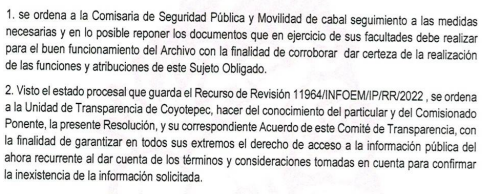 1. se ordena a la Comisaria de Seguridad Pública y Movilidad de cabal seguimiento a las medidas
necesarias y en lo posible reponer los documentos que en ejercicio de sus facultades debe realizar
para el buen funcionamiento del Archivo con la finalidad de corroborar dar certeza de la realización
de las funciones y atribuciones de este Sujeto Obligado.
2. Visto el estado procesal que guarda el Recurso de Revisión 11964/INFOEM/IP/RR/2022 , se ordena
a la Unidad de Transparencia de Coyotepec, hacer del conocimiento del particular y del Comisionado
Ponente, la presente Resolución, y su correspondiente Acuerdo de este Comité de Transparencia, con
la finalidad de garantizar en todos sus extremos el derecho de acceso a la información pública del
ahora recurrente al dar cuenta de los términos y consideraciones tomadas en cuenta para confirmar
la inexistencia de la información solicitada.